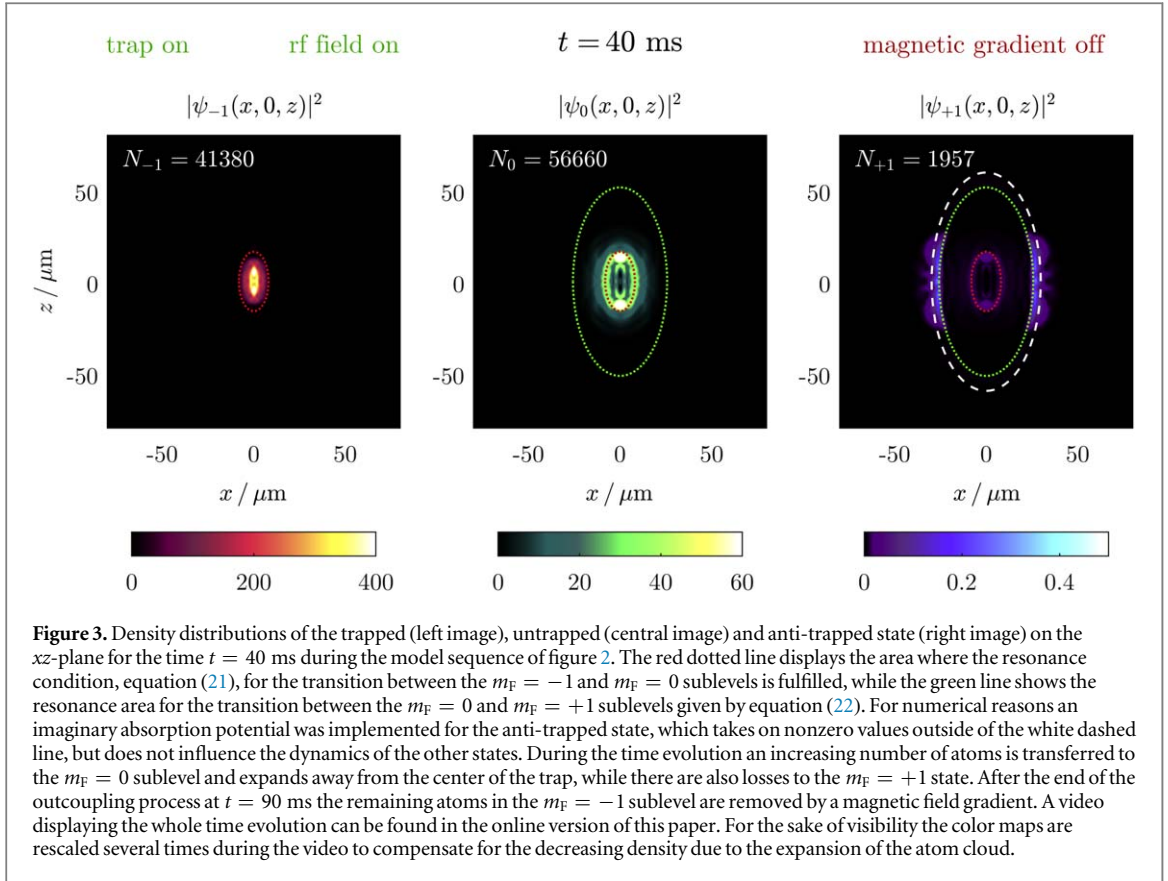 trap on rf field on t = 40 ms magnetic gradient off
|ψ₋₁(x, 0, z)|² |ψ₀(x, 0, z)|² |ψ₊₁(x, 0, z)|²
N₋₁ = 41380 N₀ = 56660 N₊₁ = 1957
50 50 50
z / μm
0 0 0
-50 -50 -50
-50 0 50 -50 0 50 -50 0 50
x / μm x / μm x / μm
0 200 400 0 20 40 60 0 0.2 0.4
Figure 3. Density distributions of the trapped (left image), untrapped (central image) and anti-trapped state (right image) on the
xz-plane for the time t = 40 ms during the model sequence of figure 2. The red dotted line displays the area where the resonance
condition, equation (21), for the transition between the m_F = −1 and m_F = 0 sublevels is fulfilled, while the green line shows the
resonance area for the transition between the m_F = 0 and m_F = +1 sublevels given by equation (22). For numerical reasons an
imaginary absorption potential was implemented for the anti-trapped state, which takes on nonzero values outside of the white dashed
line, but does not influence the dynamics of the other states. During the time evolution an increasing number of atoms is transferred to
the m_F = 0 sublevel and expands away from the center of the trap, while there are also losses to the m_F = +1 state. After the end of the
outcoupling process at t = 90 ms the remaining atoms in the m_F = −1 sublevel are removed by a magnetic field gradient. A video
displaying the whole time evolution can be found in the online version of this paper. For the sake of visibility the color maps are
rescaled several times during the video to compensate for the decreasing density due to the expansion of the atom cloud.